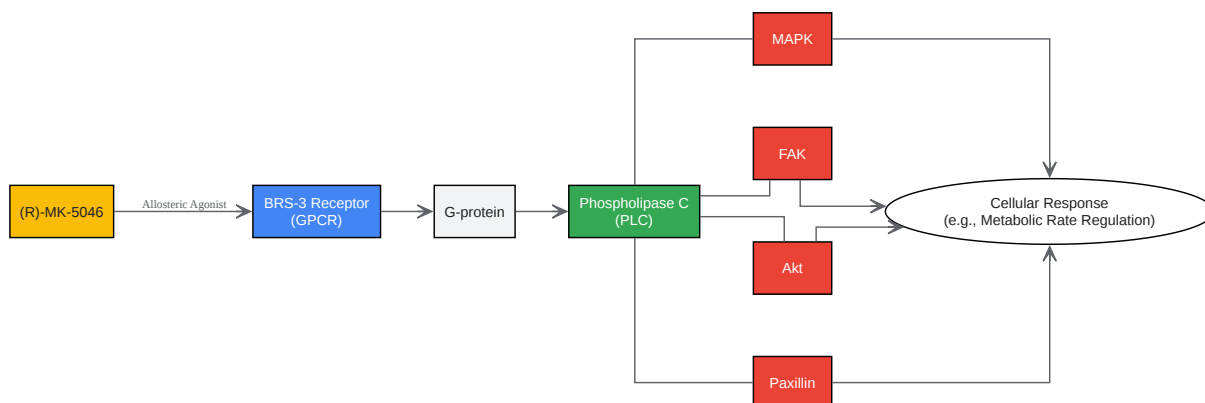 MAPK
FAK
(R)-MK-5046
Allosteric Agonist
BRS-3 Receptor
(GPCR)
G-protein
Phospholipase C
(PLC)
Cellular Response
(e.g., Metabolic Rate Regulation)
Akt
Paxillin